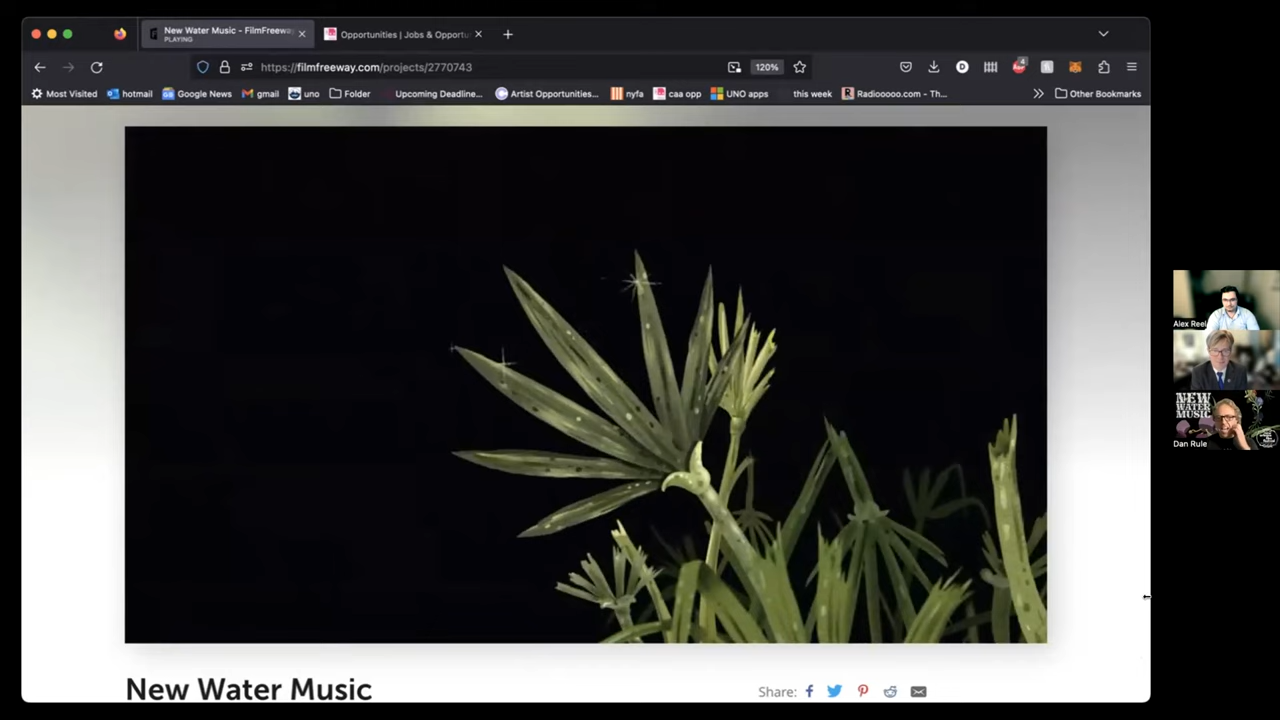 New Water Music - FilmFreeway
PLAYING
Opportunities | Jobs & Opportu
https://filmfreeway.com/projects/2770743
120%
4
Most Visited
hotmail
Google News
gmail
uno
Folder
Upcoming Deadline...
Artist Opportunities...
nyfa
caa opp
UNO apps
this week
Radiooooo.com - Th...
Other Bookmarks
New Water Music
Share:
Alex Reel
NEW
WATER
MUSIC
Dan Rule